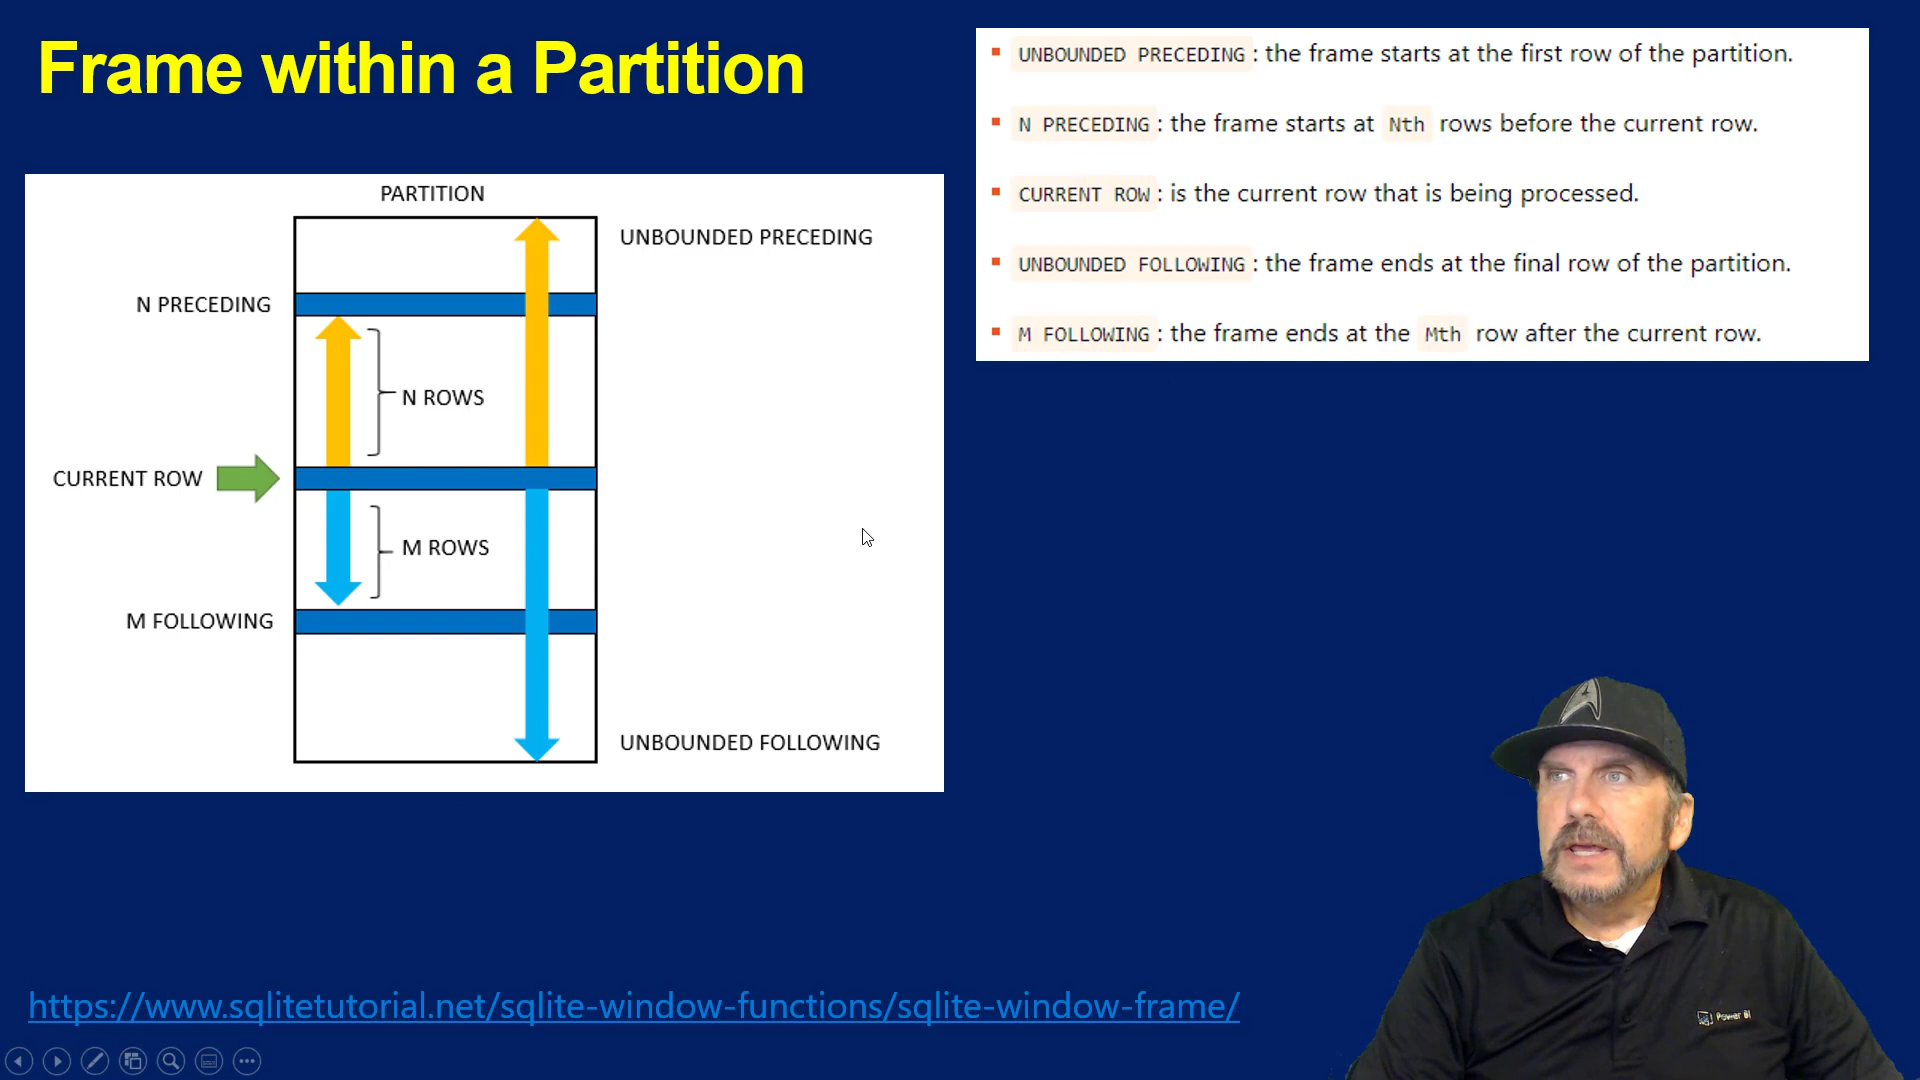 Frame within a Partition
UNBOUNDED PRECEDING : the frame starts at the first row of the partition.
N PRECEDING : the frame starts at Nth rows before the current row.
CURRENT ROW : is the current row that is being processed.
UNBOUNDED FOLLOWING : the frame ends at the final row of the partition.
M FOLLOWING : the frame ends at the Mth row after the current row.
PARTITION
UNBOUNDED PRECEDING
N PRECEDING
N ROWS
CURRENT ROW
M ROWS
M FOLLOWING
UNBOUNDED FOLLOWING
https://www.sqlitetutorial.net/sqlite-window-functions/sqlite-window-frame/
Power BI